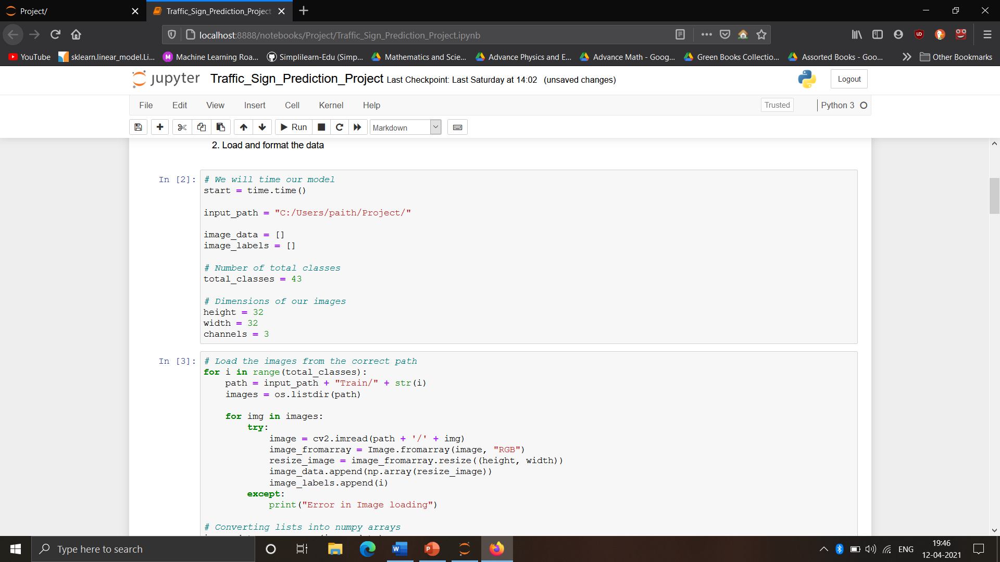 Project/
Traffic_Sign_Prediction_Project
localhost:8888/notebooks/Project/Traffic_Sign_Prediction_Project.ipynb
YouTube
sklearn.linear_model.Li...
Machine Learning Roa...
Simplilearn-Edu (Simp...
Mathematics and Scie...
Advance Physics and E...
Advance Math - Goog...
Green Books Collectio...
Assorted Books - Goo...
Other Bookmarks
jupyter Traffic_Sign_Prediction_Project Last Checkpoint: Last Saturday at 14:02 (unsaved changes)
Logout
File Edit View Insert Cell Kernel Help
Trusted
Python 3
Run
Markdown
2. Load and format the data
In [2]:
# We will time our model
start = time.time()

input_path = "C:/Users/paith/Project/"

image_data = []
image_labels = []

# Number of total classes
total_classes = 43

# Dimensions of our images
height = 32
width = 32
channels = 3
In [3]:
# Load the images from the correct path
for i in range(total_classes):
    path = input_path + "Train/" + str(i)
    images = os.listdir(path)

    for img in images:
        try:
            image = cv2.imread(path + '/' + img)
            image_fromarray = Image.fromarray(image, "RGB")
            resize_image = image_fromarray.resize((height, width))
            image_data.append(np.array(resize_image))
            image_labels.append(i)
        except:
            print("Error in Image loading")

# Converting lists into numpy arrays
Type here to search
ENG
19:46
12-04-2021